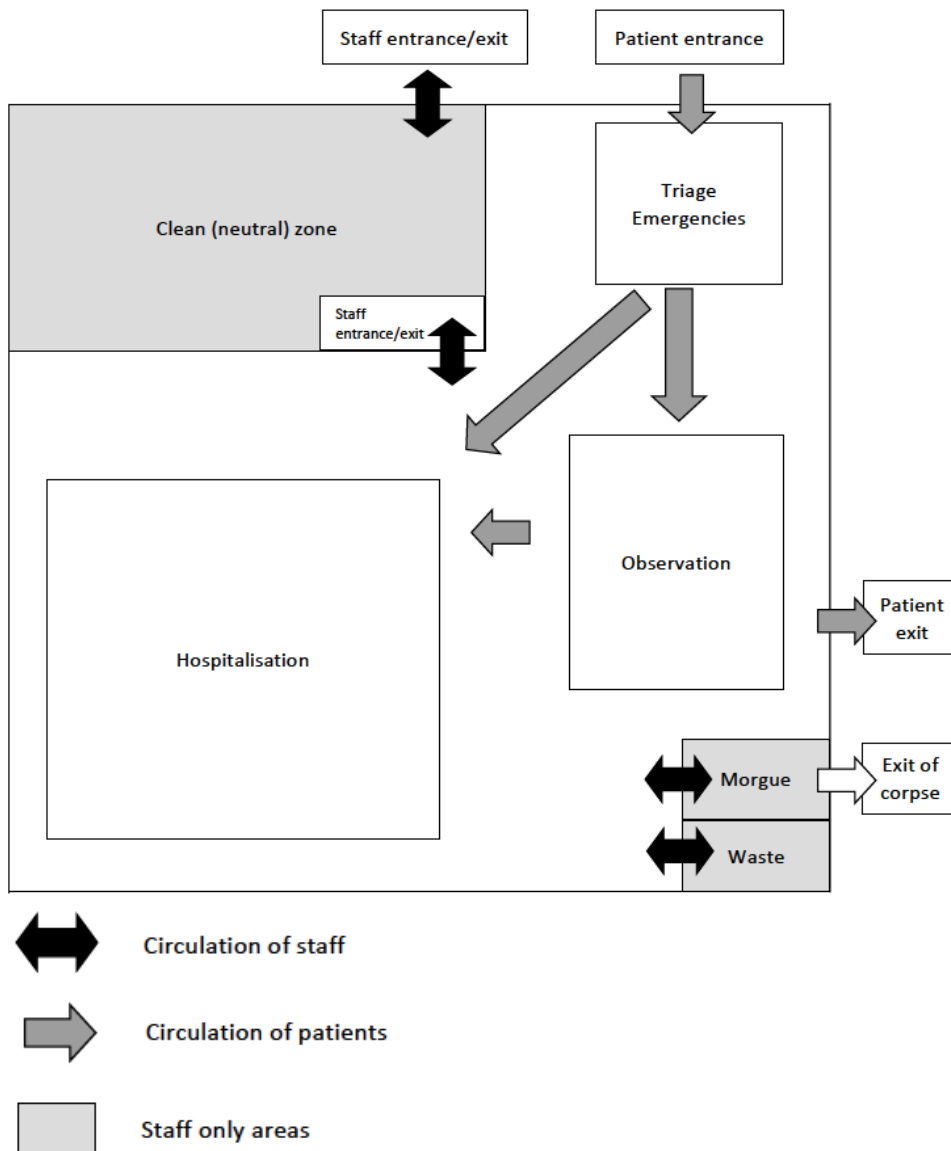 Staff entrance/exit
Patient entrance
Clean (neutral) zone
Triage
Emergencies
Staff
entrance/exit
Observation
Hospitalisation
Patient
exit
Morgue
Exit of
corpse
Waste
Circulation of staff
Circulation of patients
Staff only areas